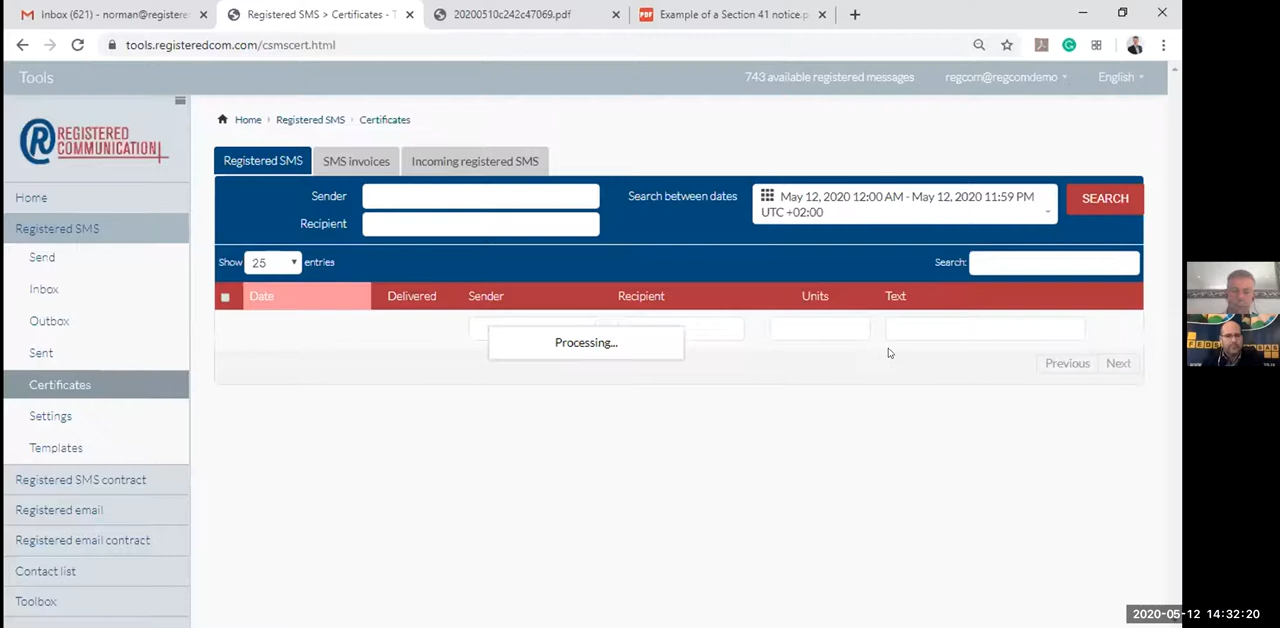 Inbox (621) - norman@registere
Registered SMS > Certificates - T
20200510c242c47069.pdf
PDF
Example of a Section 41 notice.p
tools.registeredcom.com/csmscert.html
Tools
743 available registered messages
regcom@regcomdemo
English
R REGISTERED
COMMUNICATION
Home
Registered SMS
Send
Inbox
Outbox
Sent
Certificates
Settings
Templates
Registered SMS contract
Registered email
Registered email contract
Contact list
Toolbox
Home
Registered SMS
Certificates
Registered SMS
SMS invoices
Incoming registered SMS
Sender
Recipient
Search between dates
May 12, 2020 12:00 AM - May 12, 2020 11:59 PM
UTC +02:00
SEARCH
Show 25 entries
Search:
Date
Delivered
Sender
Recipient
Units
Text
Processing...
Previous
Next
2020-05-12 14:32:20